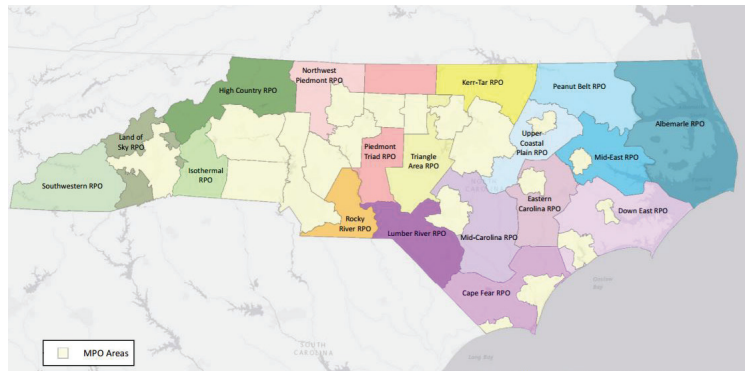 Northwest
Piedmont RPO
High Country RPO
Kerr-Tar RPO
Peanut Belt RPO
Albemarle RPO
Land of
Sky RPO
Upper
Coastal
Plain RPO
Piedmont
Triad RPO
Triangle
Area RPO
Mid-East RPO
Isothermal
RPO
Southwestern RPO
Eastern
Carolina RPO
Down East RPO
Rocky
River RPO
Lumber River RPO
Mid-Carolina RPO
Cape Fear RPO
SOUTH
CAROLINA
Long Bay
MPO Areas